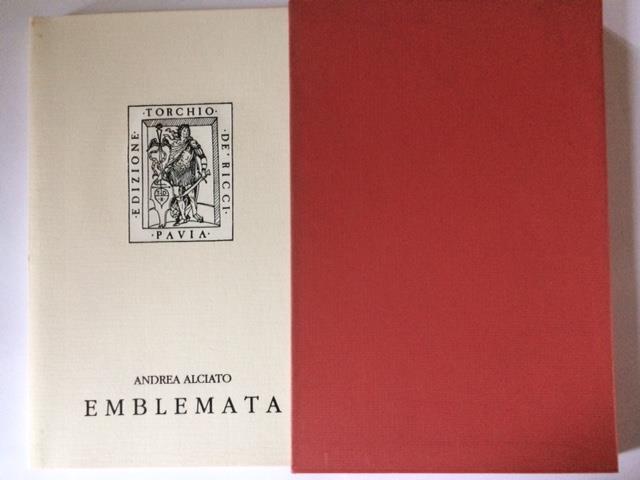 ·TORCHIO·
EDIZIONE·
DE' RICCI
·PAVIA·
ANDREA ALCIATO
EMBLEMATA